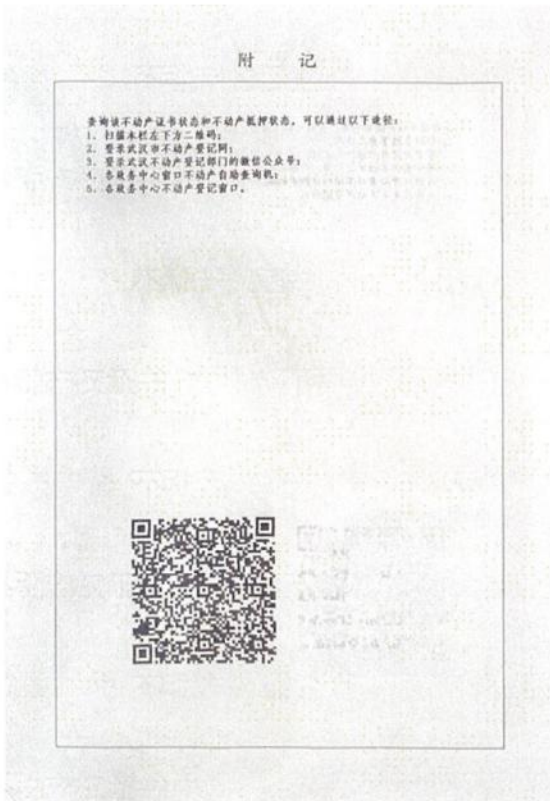 附 记
查询该不动产证书状态和不动产抵押状态，可以通过以下途径：
1、扫描本栏左下方二维码；
2、登录武汉市不动产登记网；
3、登录武汉不动产登记部门的微信公众号；
4、各政务中心窗口不动产自助查询机；
5、各政务中心不动产登记窗口。